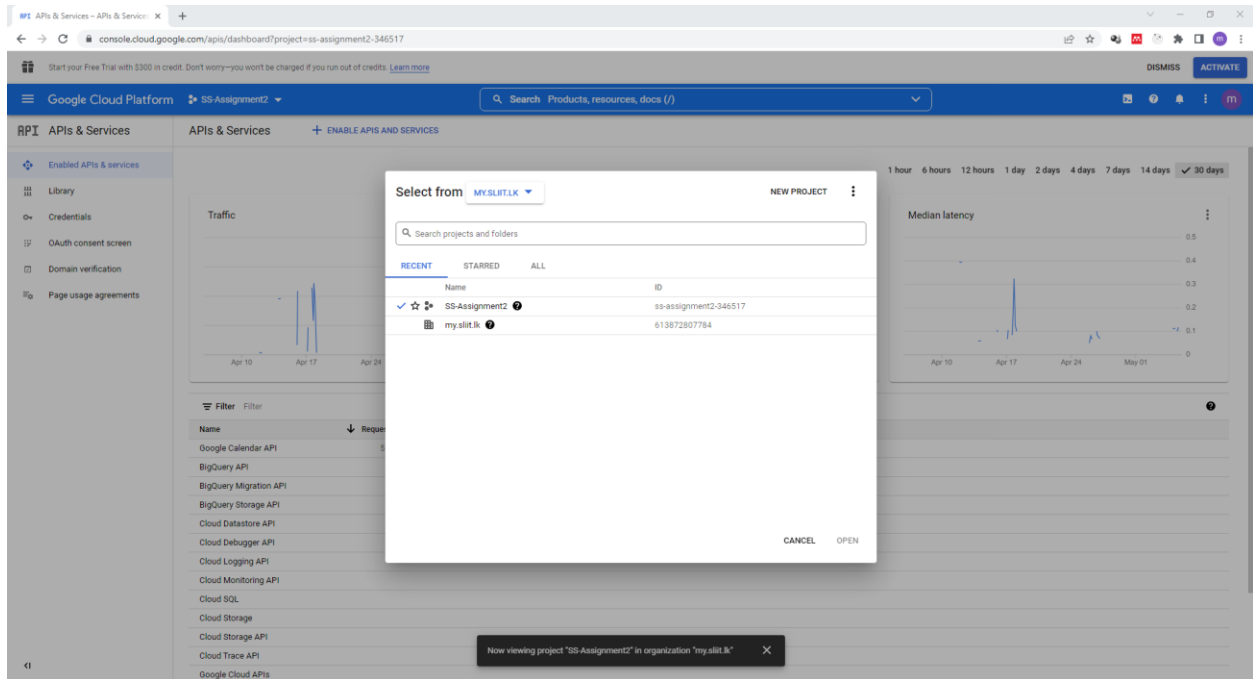 API APIs & Services – APIs & Service
console.cloud.google.com/apis/dashboard?project=ss-assignment2-346517
Start your Free Trial with $300 in credit. Don't worry—you won't be charged if you run out of credits. Learn more
DISMISS
ACTIVATE
Google Cloud Platform
SS-Assignment2
Search Products, resources, docs (/)
m
API APIs & Services
APIs & Services
+ ENABLE APIS AND SERVICES
Enabled APIs & services
Library
Credentials
OAuth consent screen
Domain verification
Page usage agreements
1 hour 6 hours 12 hours 1 day 2 days 4 days 7 days 14 days 30 days
Traffic
Apr 10 Apr 17 Apr 24
Select from MY.SLIIT.LK
NEW PROJECT
Search projects and folders
RECENT STARRED ALL
Name ID
SS-Assignment2 ss-assignment2-346517
my.sliit.lk 613872807784
CANCEL OPEN
Median latency
0.5
0.4
0.3
0.2
0.1
0
Apr 10 Apr 17 Apr 24 May 01
Filter Filter
Name Reque
Google Calendar API
BigQuery API
BigQuery Migration API
BigQuery Storage API
Cloud Datastore API
Cloud Debugger API
Cloud Logging API
Cloud Monitoring API
Cloud SQL
Cloud Storage
Cloud Storage API
Cloud Trace API
Google Cloud APIs
Now viewing project "SS-Assignment2" in organization "my.sliit.lk"